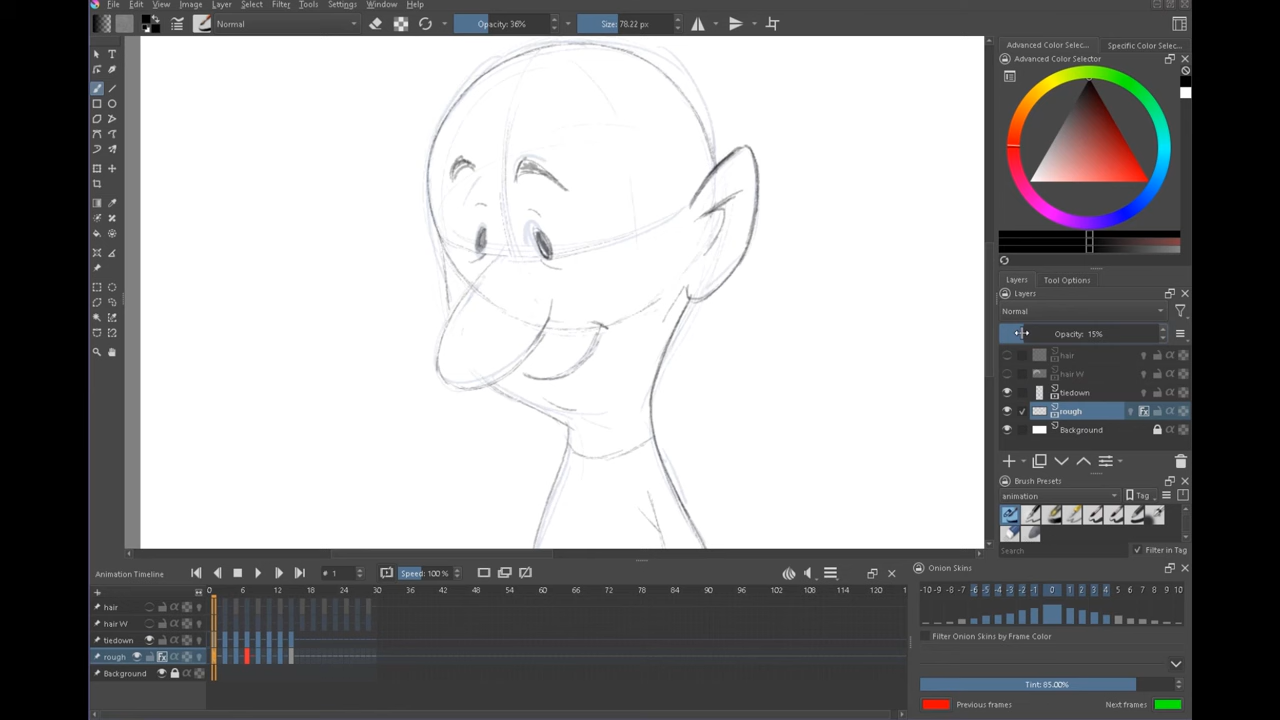 File Edit View Image Layer Select Filter Tools Settings Window Help
Normal Opacity: 36% Size: 78.22 px
Advanced Color Selec... Specific Color Selec...
Advanced Color Selector
Layers Tool Options
Layers
Normal
Opacity: 15%
hair
hair W
tiedown
rough
Background
Brush Presets
animation Tag
Search Filter in Tag
Animation Timeline # 1 Speed: 100 %
0 6 12 18 24 30 36 42 48 54 60 66 72 78 84 90 96 102 108 114 120 1
hair
hair W
tiedown
rough
Background
Onion Skins
-10 -9 -8 -7 -6 -5 -4 -3 -2 -1 0 1 2 3 4 5 6 7 8 9 10
Filter Onion Skins by Frame Color
Tint: 85.00%
Previous frames Next frames